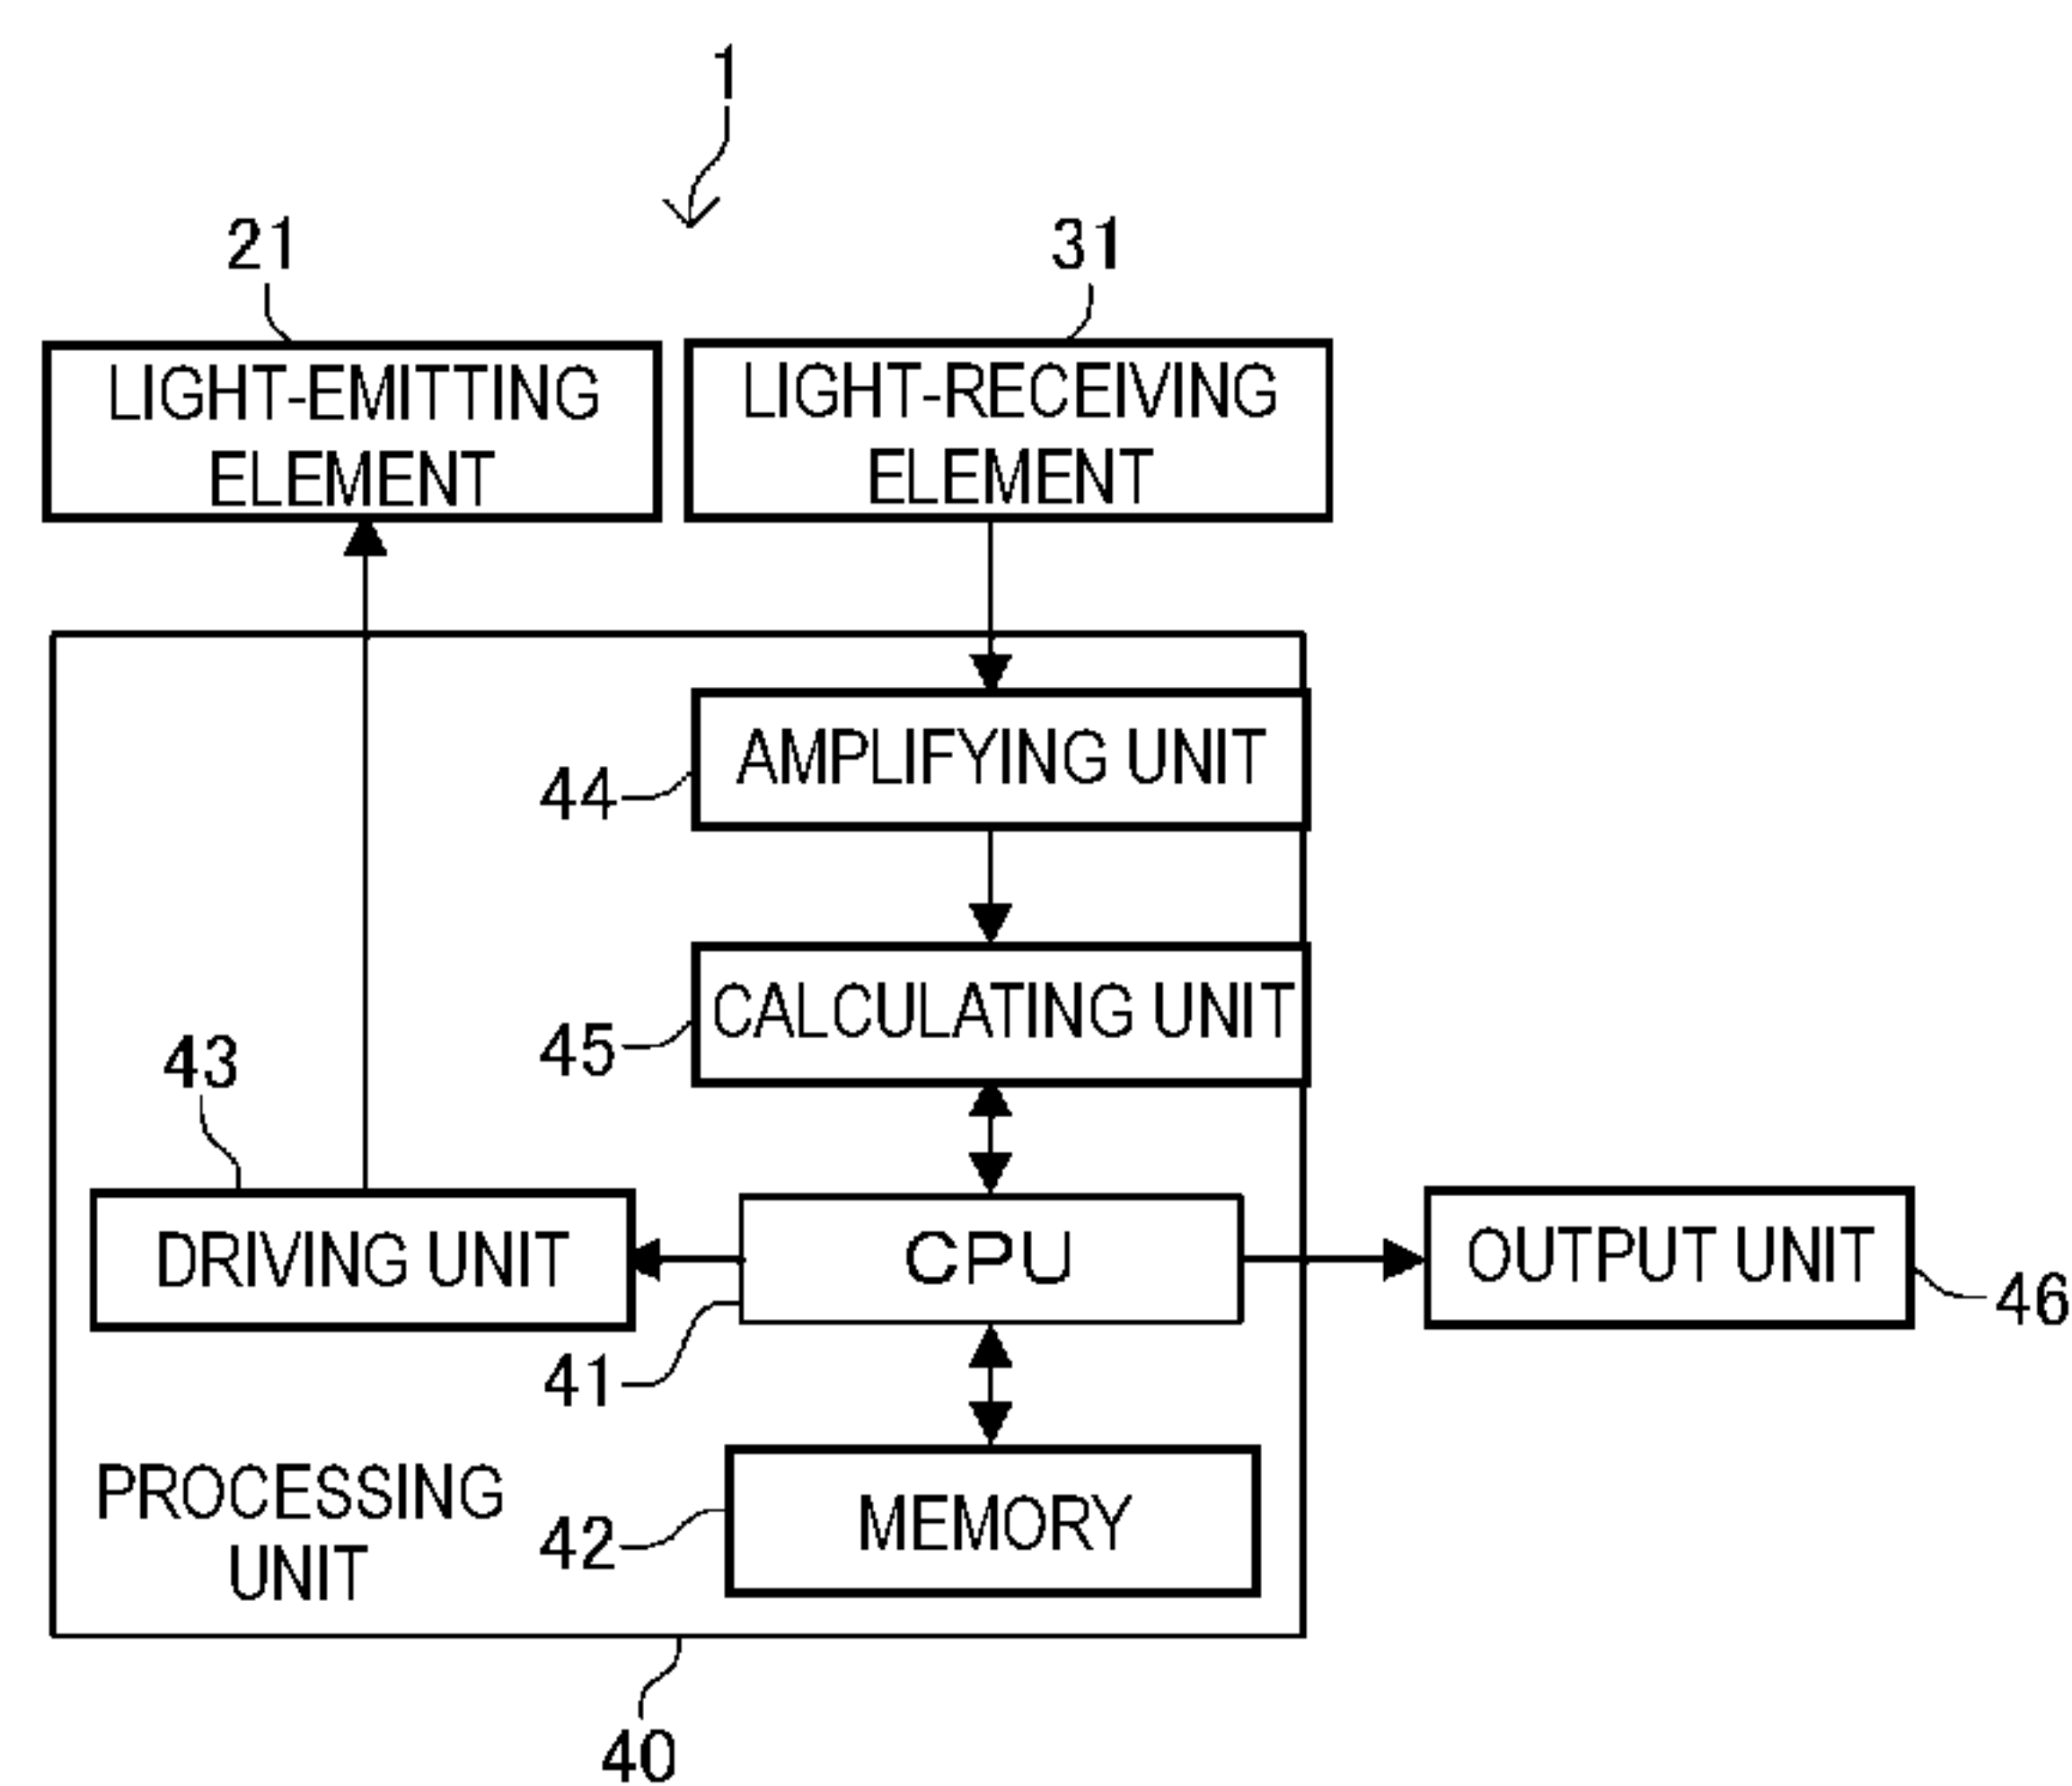 1
21
31
LIGHT-EMITTING
ELEMENT
LIGHT-RECEIVING
ELEMENT
AMPLIFYING UNIT
44
CALCULATING UNIT
45
43
DRIVING UNIT
CPU
OUTPUT UNIT
46
41
PROCESSING
UNIT
MEMORY
42
40